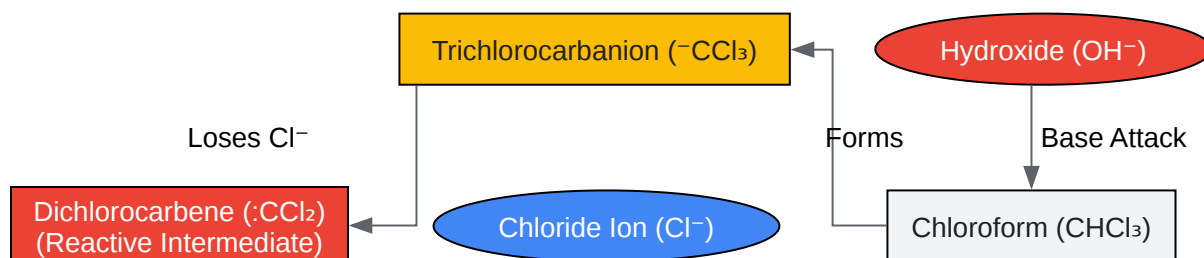 Trichlorocarbanion (⁻CCl₃)
Hydroxide (OH⁻)
Loses Cl⁻
Forms
Base Attack
Dichlorocarbene (:CCl₂)
(Reactive Intermediate)
Chloride Ion (Cl⁻)
Chloroform (CHCl₃)